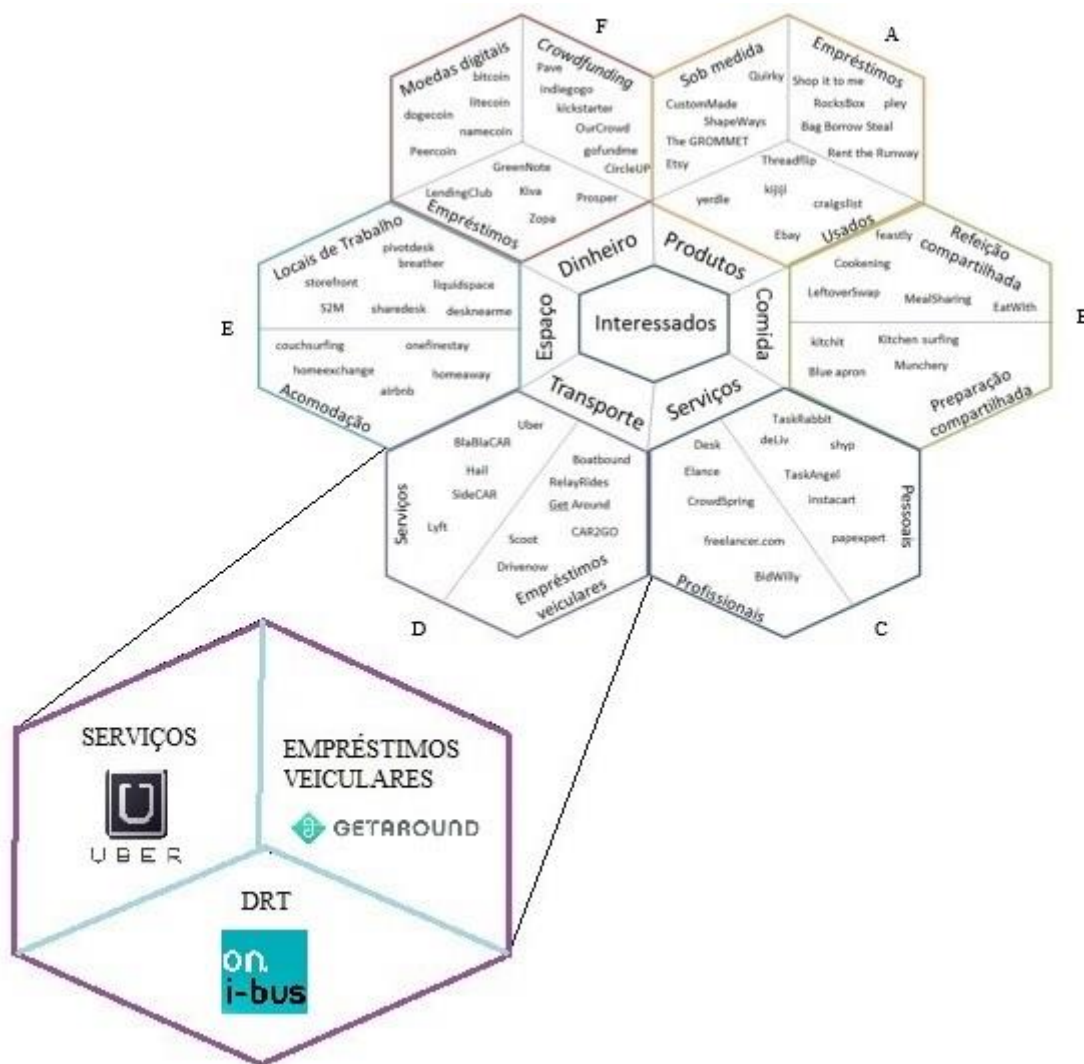 F
Moedas digitais
bitcoin
litecoin
dogecoin
namecoin
Peercoin
Crowdfunding
Pave
indiegogo
kickstarter
OurCrowd
gofundme
CircleUP
GreenNote
LendingClub
Kiva
Prosper
Zopa
Empréstimos
A
Sob medida
Quirky
CustomMade
ShapeWays
The GROMMET
Etsy
Empréstimos
Shop it to me
RocksBox
pley
Bag Borrow Steal
Rent the Runway
Threadflip
yerdle
kijiji
craigslist
Ebay
Usados
Locais de Trabalho
pivotdesk
breather
storefront
liquidspace
S2M
sharedesk
desknearme
E
couchsurfing
onefinestay
homeexchange
homeaway
airbnb
Acomodação
Dinheiro
Produtos
Espaço
Interessados
Comida
Transporte
Serviços
Refeição
compartilhada
feastly
Cookening
LeftoverSwap
MealSharing
EatWith
kitchit
Kitchen surfing
Blue apron
Munchery
Preparação
compartilhada
Uber
BlaBlaCAR
Hail
SideCAR
Lyft
Serviços
Boatbound
RelayRides
Get Around
CAR2GO
Scoot
Drivenow
Empréstimos
veiculares
D
Desk
Elance
CrowdSpring
freelancer.com
BidWilly
Profissionais
TaskRabbit
deLiv
shyp
TaskAngel
instacart
papexpert
Pessoais
C
SERVIÇOS
UBER
EMPRÉSTIMOS
VEICULARES
GETAROUND
DRT
on
i-bus